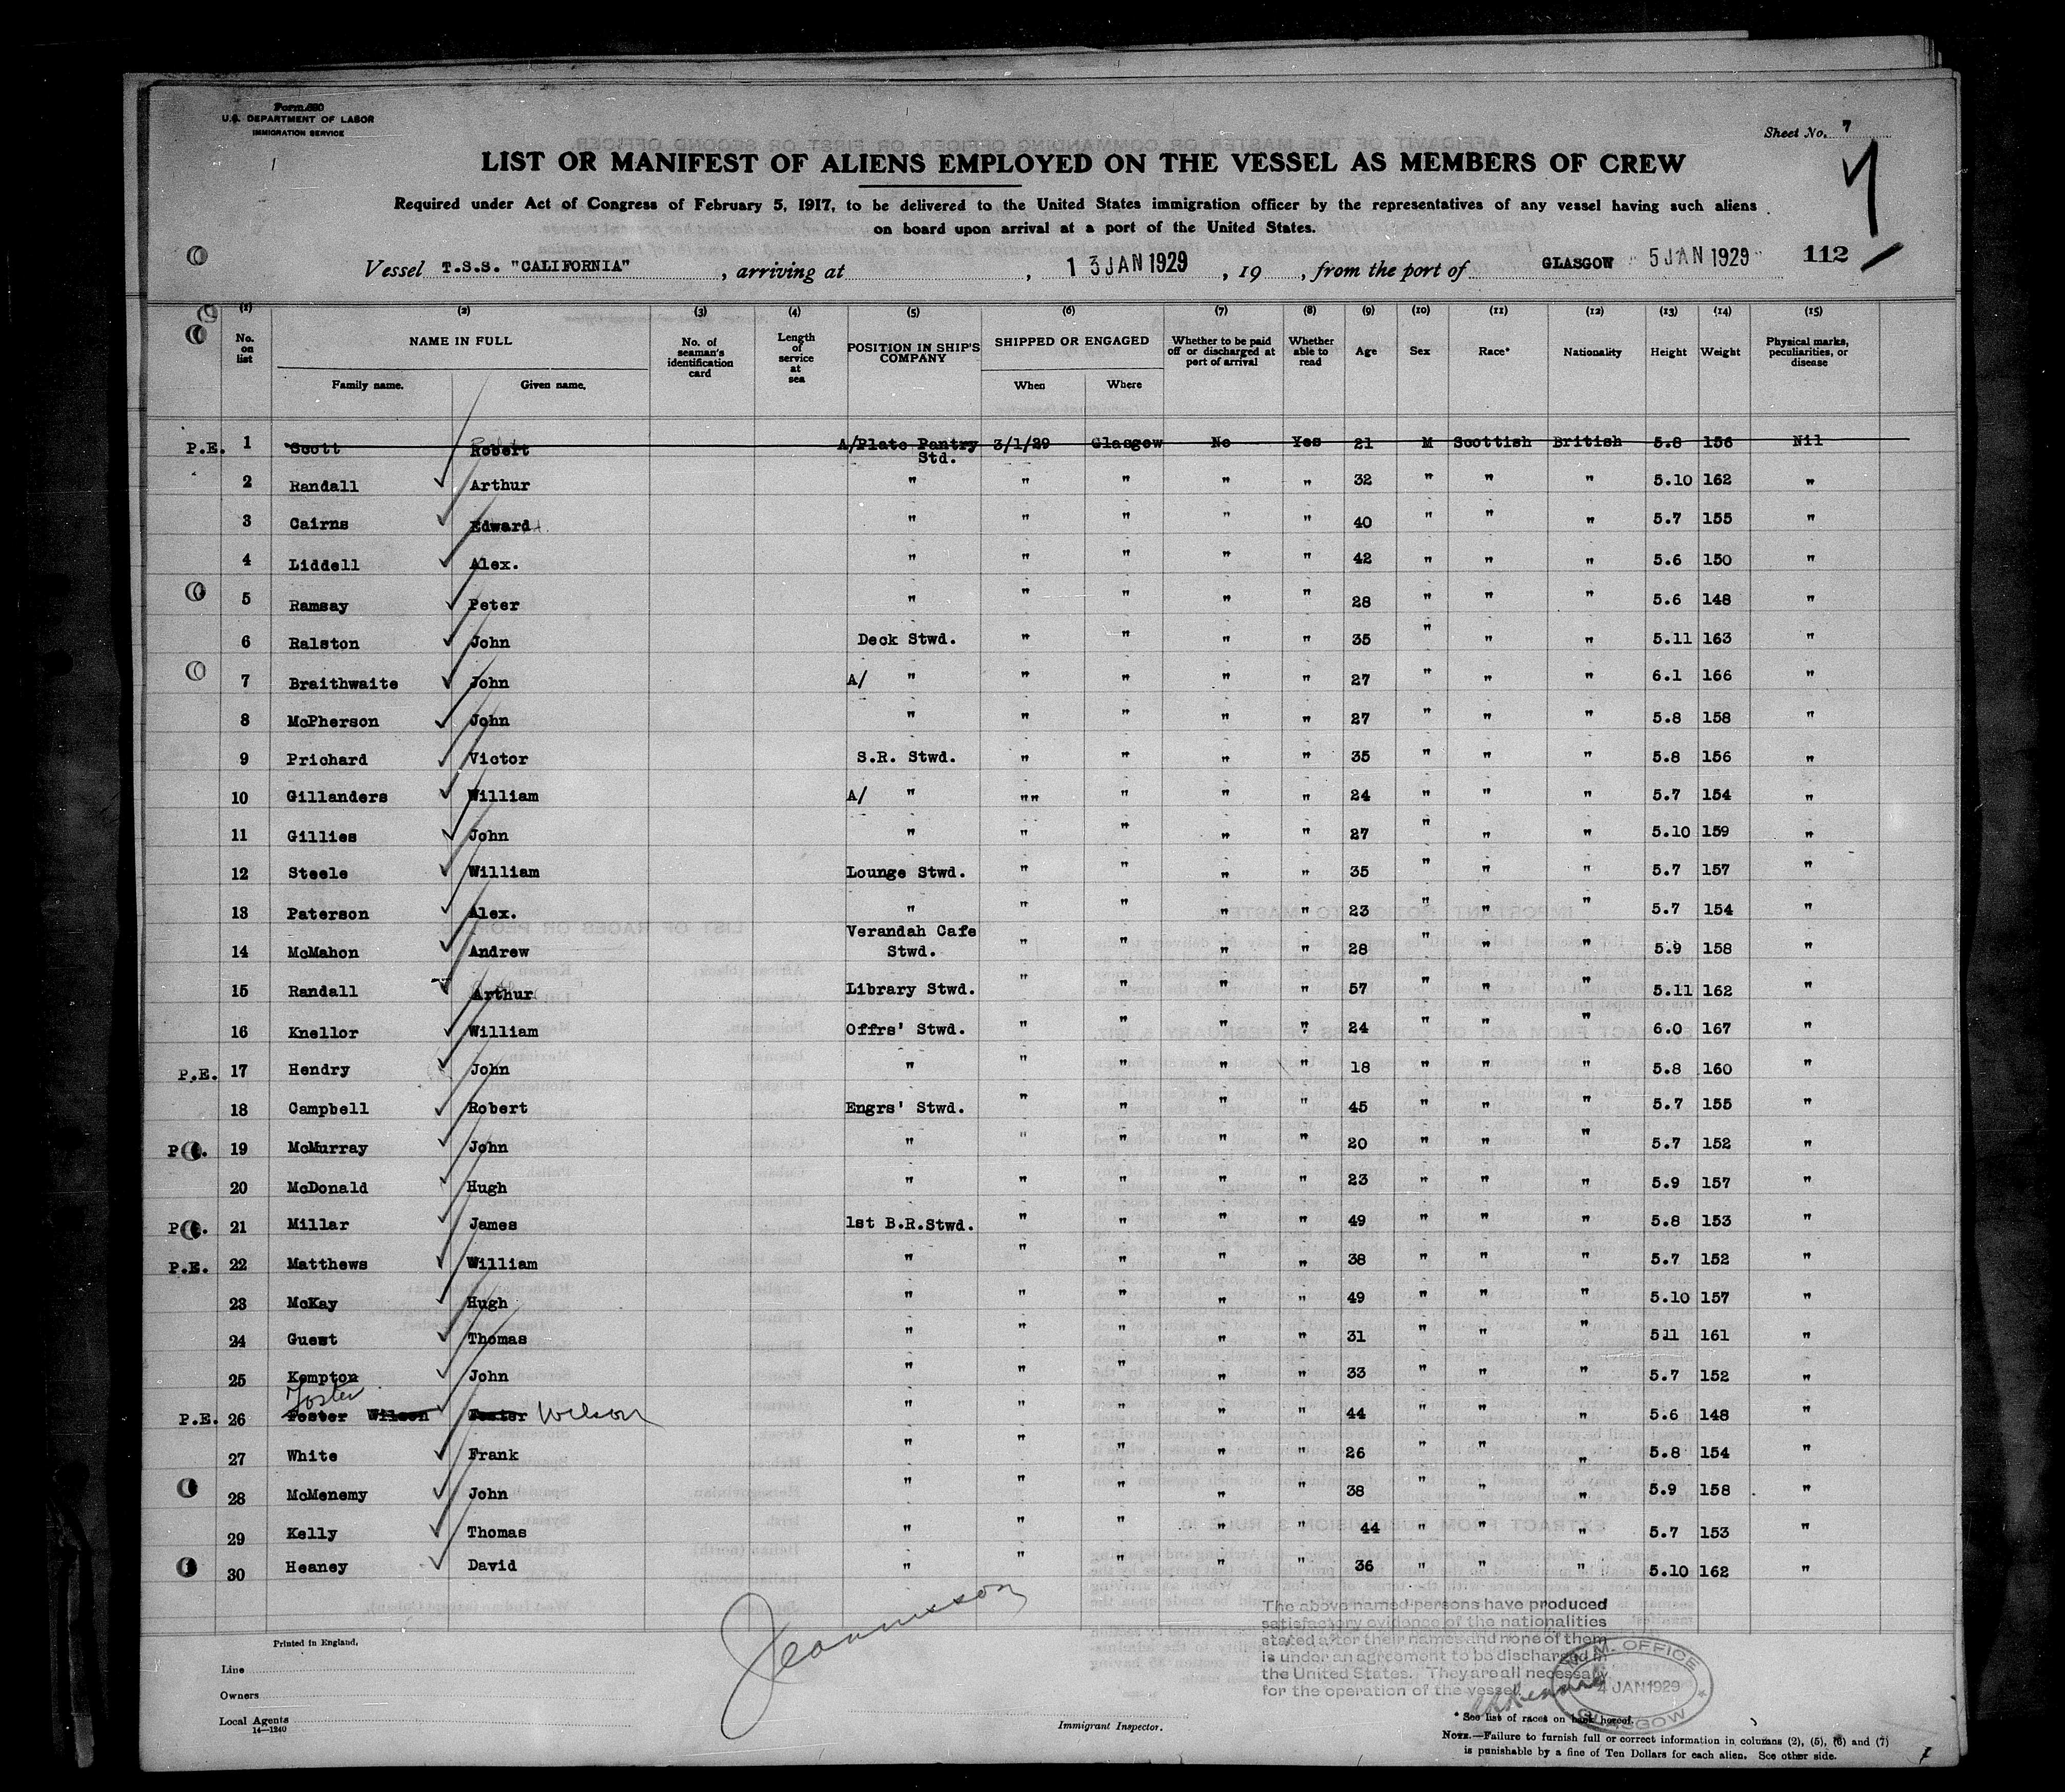 Form 680
U.S. DEPARTMENT OF LABOR
IMMIGRATION SERVICE
Sheet No. 7
7
LIST OR MANIFEST OF ALIENS EMPLOYED ON THE VESSEL AS MEMBERS OF CREW
Required under Act of Congress of February 5, 1917, to be delivered to the United States immigration officer by the representatives of any vessel having such aliens
on board upon arrival at a port of the United States.
Vessel T.S.S. "CALIFORNIA" , arriving at , 13 JAN 1929 , 19 , from the port of GLASGOW 5 JAN 1929 112
(1) (2) (3) (4) (5) (6) (7) (8) (9) (10) (11) (12) (13) (14) (15)
No. on list NAME IN FULL Family name. Given name. No. of seaman's identification card Length of service at sea POSITION IN SHIP'S COMPANY SHIPPED OR ENGAGED When Where Whether to be paid off or discharged at port of arrival Whether able to read Age Sex Race* Nationality Height Weight Physical marks, peculiarities, or disease
P.E. 1 Scott Robert A/Plate Pantry Std. 3/1/29 Glasgow No Yes 21 M Scottish British 5.8 156 Nil
2 Randall Arthur " " " " " 32 " " " 5.10 162 "
3 Cairns Edward " " " " " 40 " " " 5.7 155 "
4 Liddell Alex. " " " " " 42 " " " 5.6 150 "
5 Ramsay Peter " " " " " 28 " " " 5.6 148 "
6 Ralston John Deck Stwd. " " " " 35 " " " 5.11 163 "
7 Braithwaite John A/ " " " " " 27 " " " 6.1 166 "
8 McPherson John " " " " " 27 " " " 5.8 158 "
9 Prichard Victor S.R. Stwd. " " " " 35 " " " 5.8 156 "
10 Gillanders William A/ " "" " " " 24 " " " 5.7 154 "
11 Gillies John " " " " " 27 " " " 5.10 159 "
12 Steele William Lounge Stwd. " " " " 35 " " " 5.7 157 "
13 Paterson Alex. " " " " " 23 " " " 5.7 154 "
14 McMahon Andrew Verandah Cafe Stwd. " " " " 28 " " " 5.9 158 "
15 Randall Arthur Library Stwd. " " " " 57 " " " 5.11 162 "
16 Knellor William Offrs' Stwd. " " " " 24 " " " 6.0 167 "
P.E. 17 Hendry John " " " " " 18 " " " 5.8 160 "
18 Campbell Robert Engrs' Stwd. " " " " 45 " " " 5.7 155 "
P. . 19 McMurray John " " " " " 20 " " " 5.7 152 "
20 McDonald Hugh " " " " " 23 " " " 5.9 157 "
P. . 21 Millar James 1st B.R.Stwd. " " " " 49 " " " 5.8 153 "
P.E. 22 Matthews William " " " " " 38 " " " 5.7 152 "
23 McKay Hugh " " " " " 49 " " " 5.10 157 "
24 Guest Thomas " " " " " 31 " " " 5.11 161 "
25 Kempton John " " " " " 33 " " " 5.7 152 "
Foster
P.E. 26 Foster Wilson Foster Wilson " " " " " 44 " " " 5.6 148 "
27 White Frank " " " " " 26 " " " 5.8 154 "
28 McMenemy John " " " " " 38 " " " 5.9 158 "
29 Kelly Thomas " " " " " 44 " " " 5.7 153 "
30 Heaney David " " " " " 36 " " " 5.10 162 "
The above named persons have produced
satisfactory evidence of the nationalities
stated after their names and none of them
is under an agreement to be discharged in
the United States. They are all necessary
for the operation of the vessel.
M.M. OFFICE
4 JAN 1929
GLASGOW
Printed in England.
Line
Owners
Local Agents
14—1240
Immigrant Inspector.
* See list of races on back hereof.
NOTE.—Failure to furnish full or correct information in columns (2), (5), (6) and (7)
is punishable by a fine of Ten Dollars for each alien. See other side.